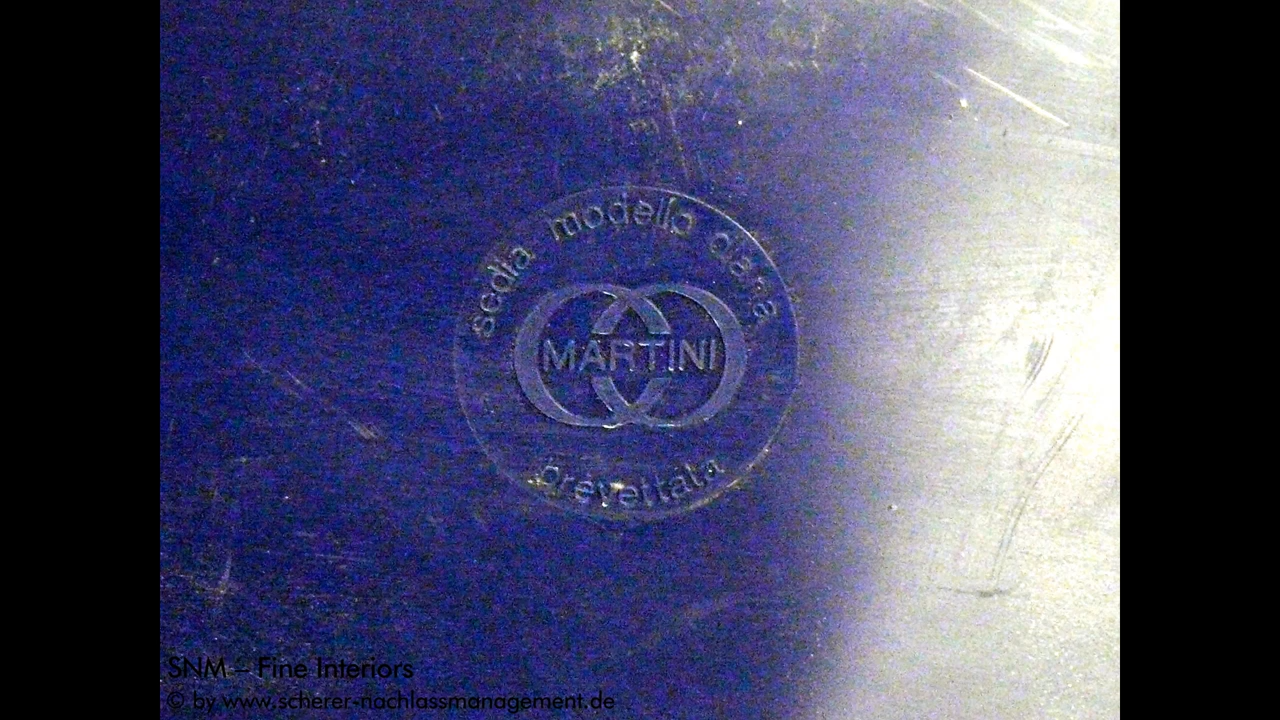 sedia modello diana
MARTINI
brevettata
SNM – Fine Interiors
© by www.scherer-nachlassmanagement.de